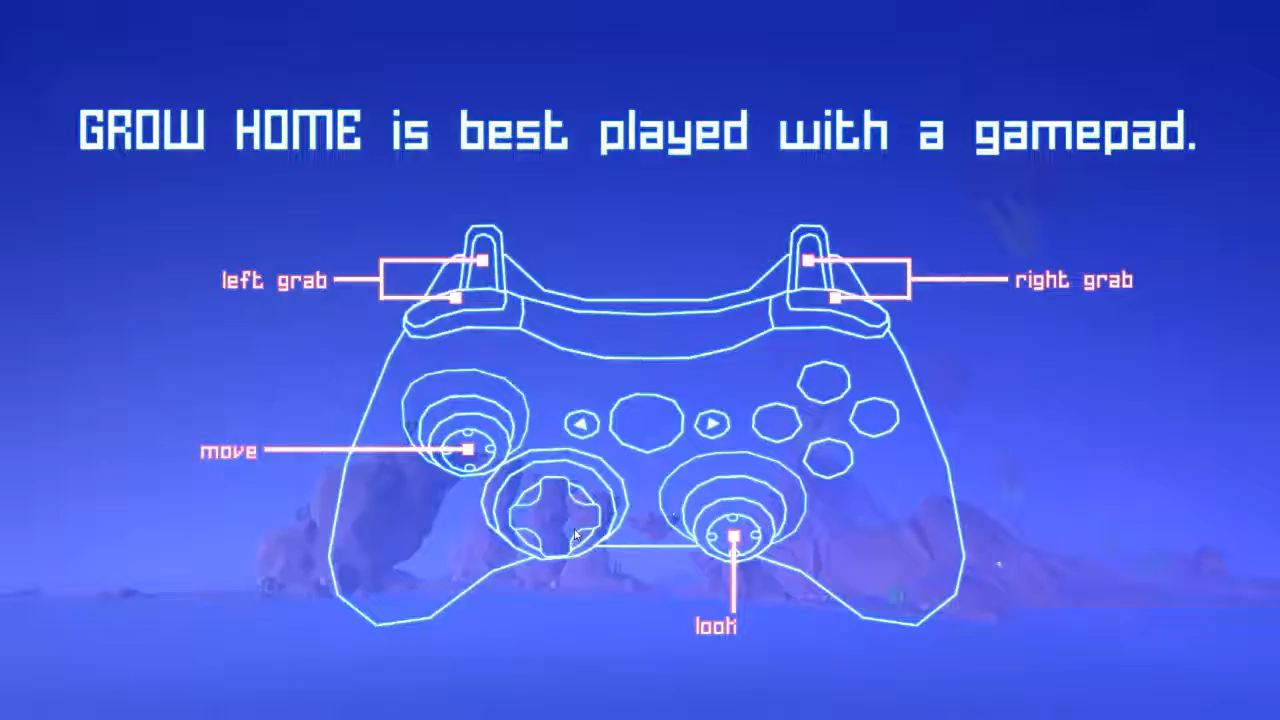 GROW HOME is best played with a gamepad.
left grab
right grab
move
look